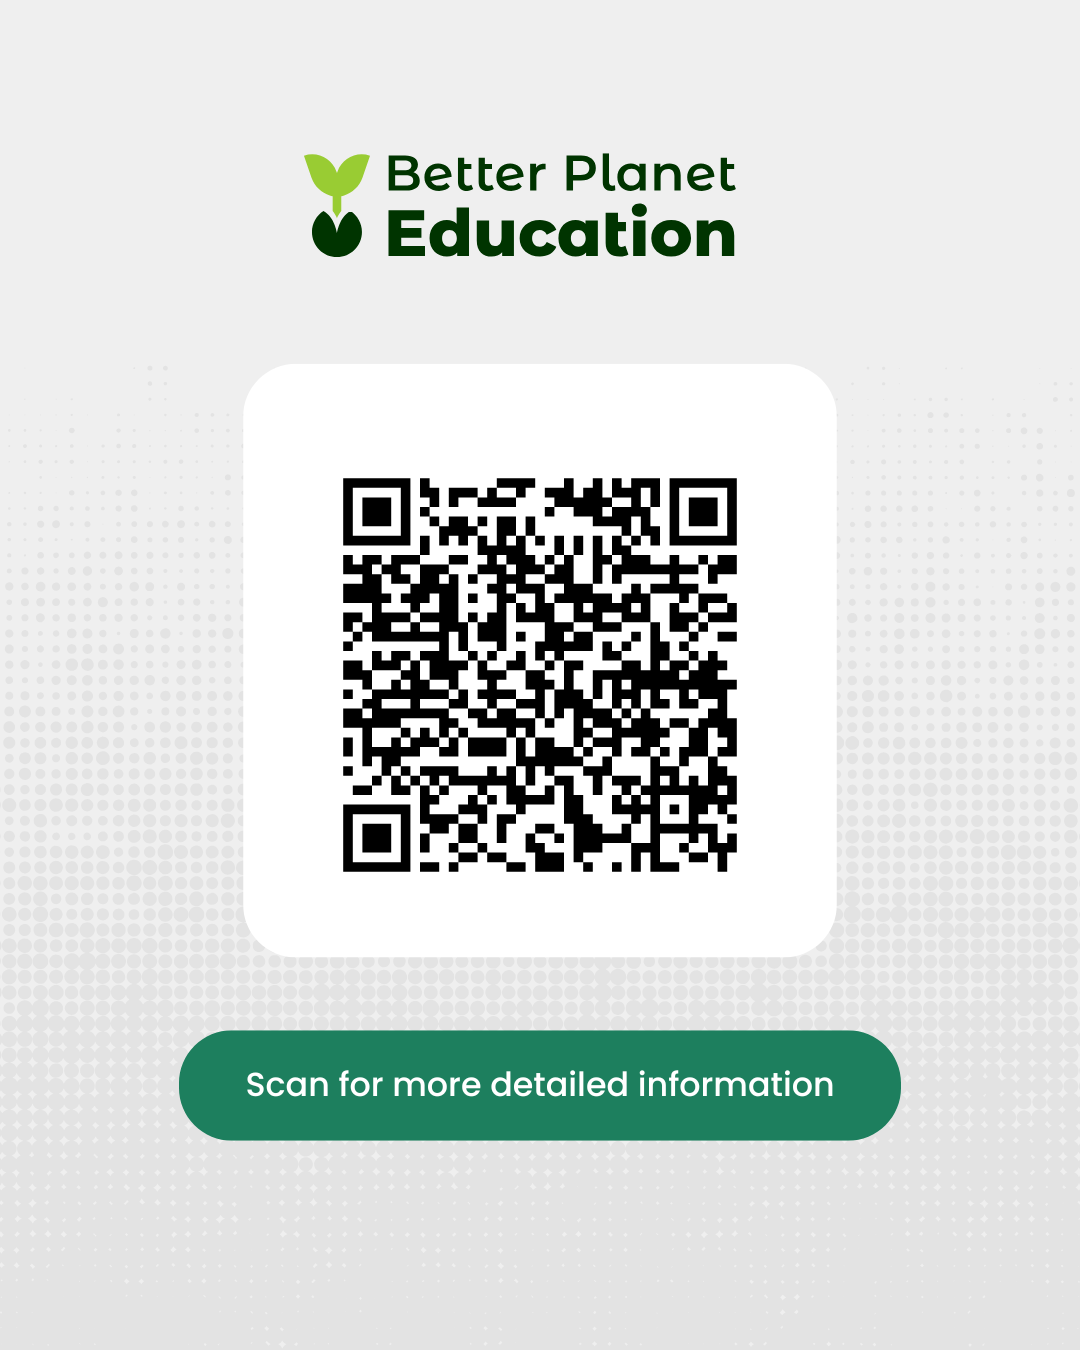 Better Planet
Education
Scan for more detailed information